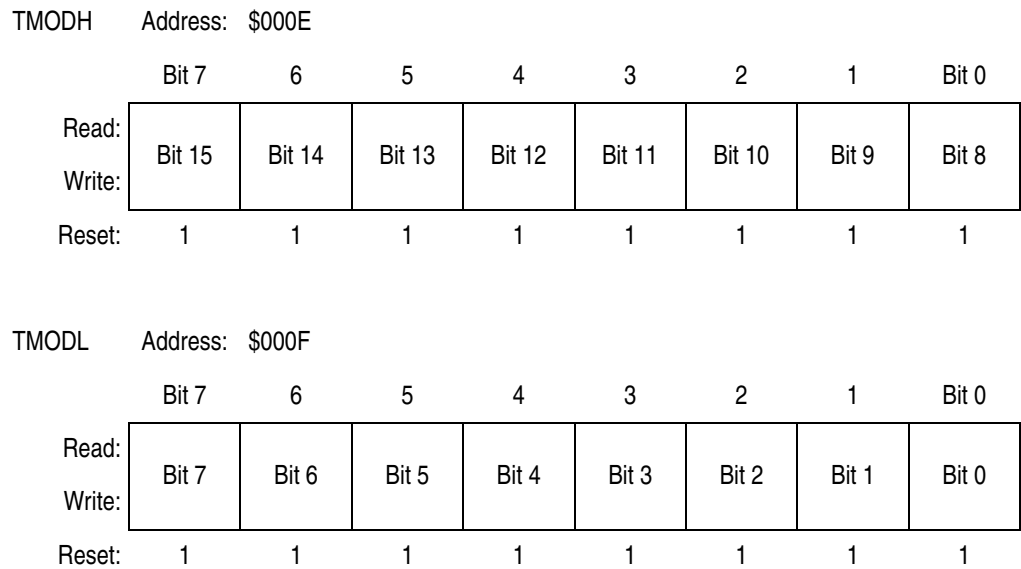 TMODH Address: $000E
Bit 7 6 5 4 3 2 1 Bit 0
Read:
Bit 15 Bit 14 Bit 13 Bit 12 Bit 11 Bit 10 Bit 9 Bit 8
Write:
Reset: 1 1 1 1 1 1 1 1
TMODL Address: $000F
Bit 7 6 5 4 3 2 1 Bit 0
Read:
Bit 7 Bit 6 Bit 5 Bit 4 Bit 3 Bit 2 Bit 1 Bit 0
Write:
Reset: 1 1 1 1 1 1 1 1